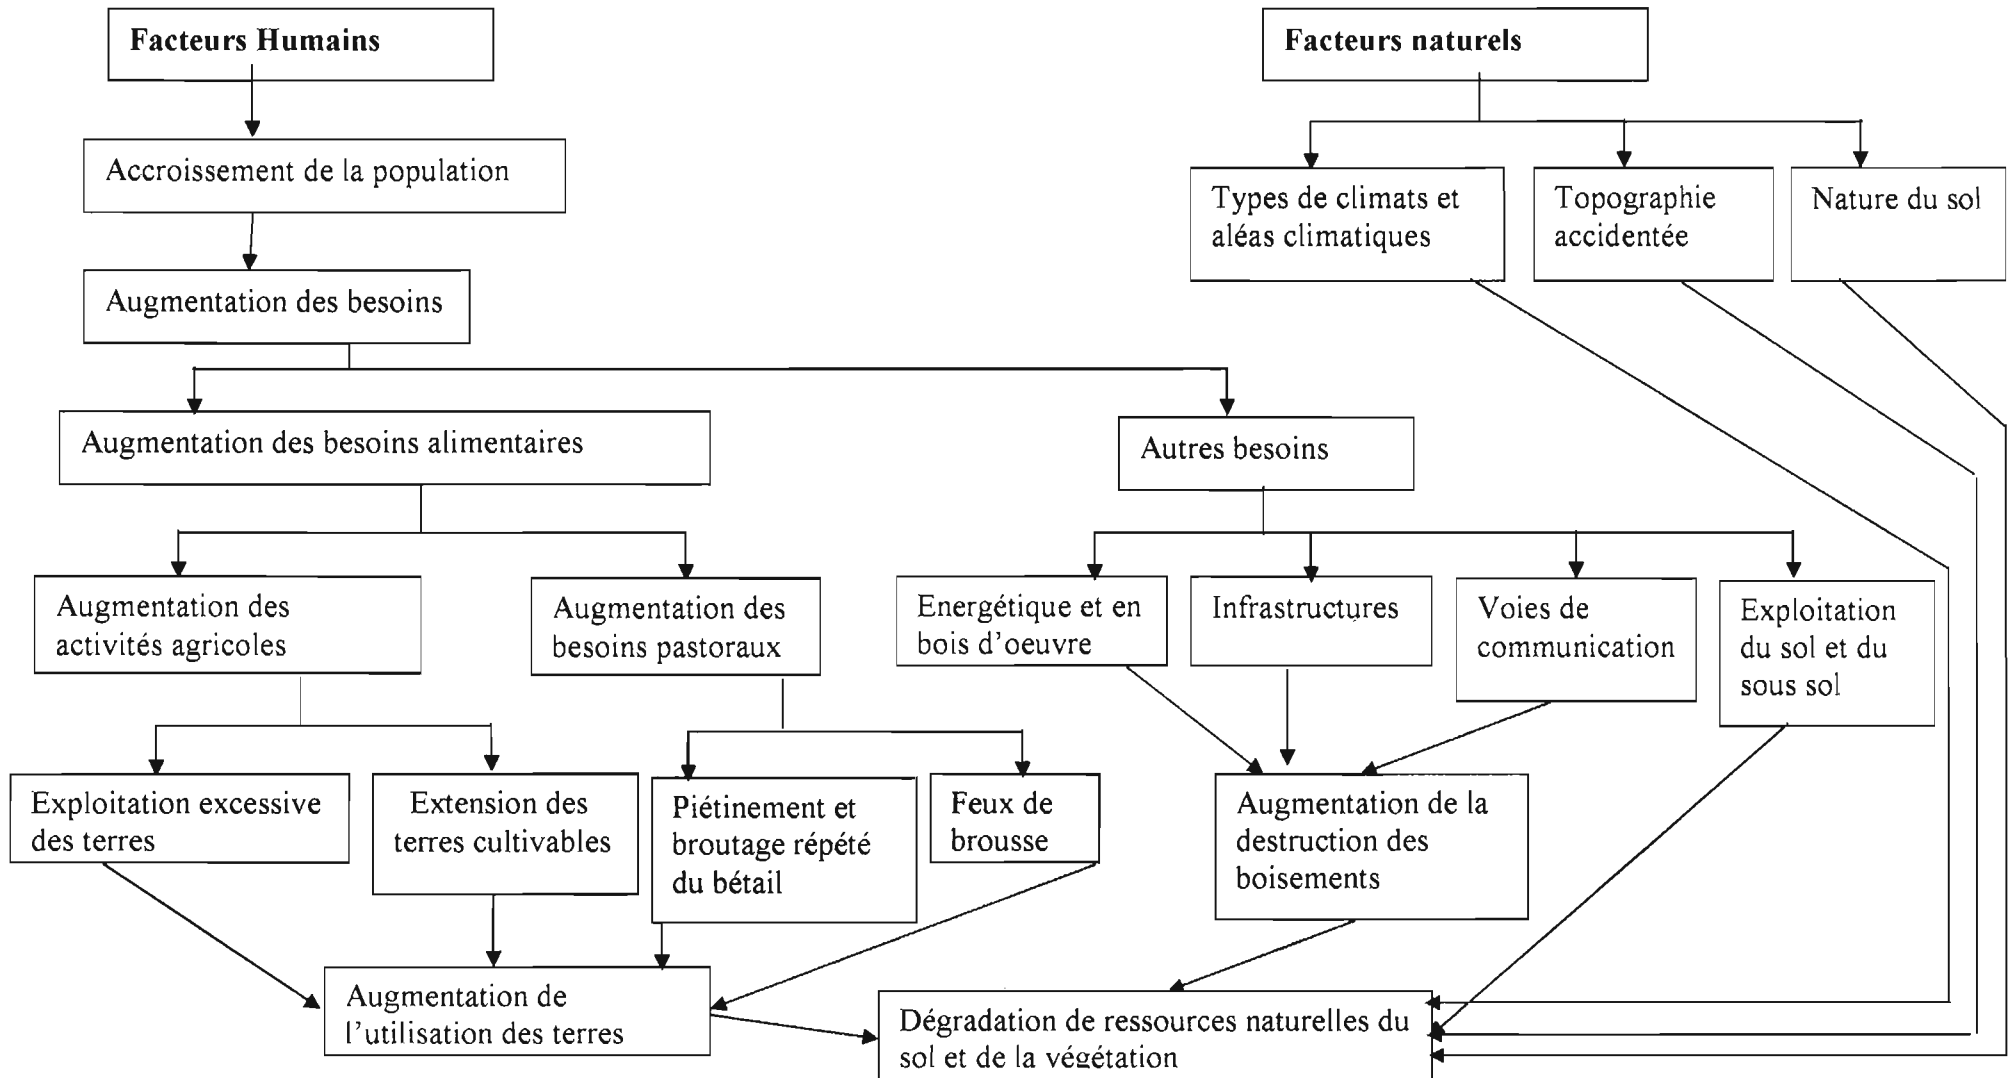 Facteurs Humains
Facteurs naturels
Accroissement de la population
Types de climats et
aléas climatiques
Topographie
accidentée
Nature du sol
Augmentation des besoins
Augmentation des besoins alimentaires
Autres besoins
Augmentation des
activités agricoles
Augmentation des
besoins pastoraux
Energétique et en
bois d'oeuvre
Infrastructures
Voies de
communication
Exploitation
du sol et du
sous sol
Exploitation excessive
des terres
Extension des
terres cultivables
Piétinement et
broutage répété
du bétail
Feux de
brousse
Augmentation de la
destruction des
boisements
Augmentation de
l'utilisation des terres
Dégradation de ressources naturelles du
sol et de la végétation